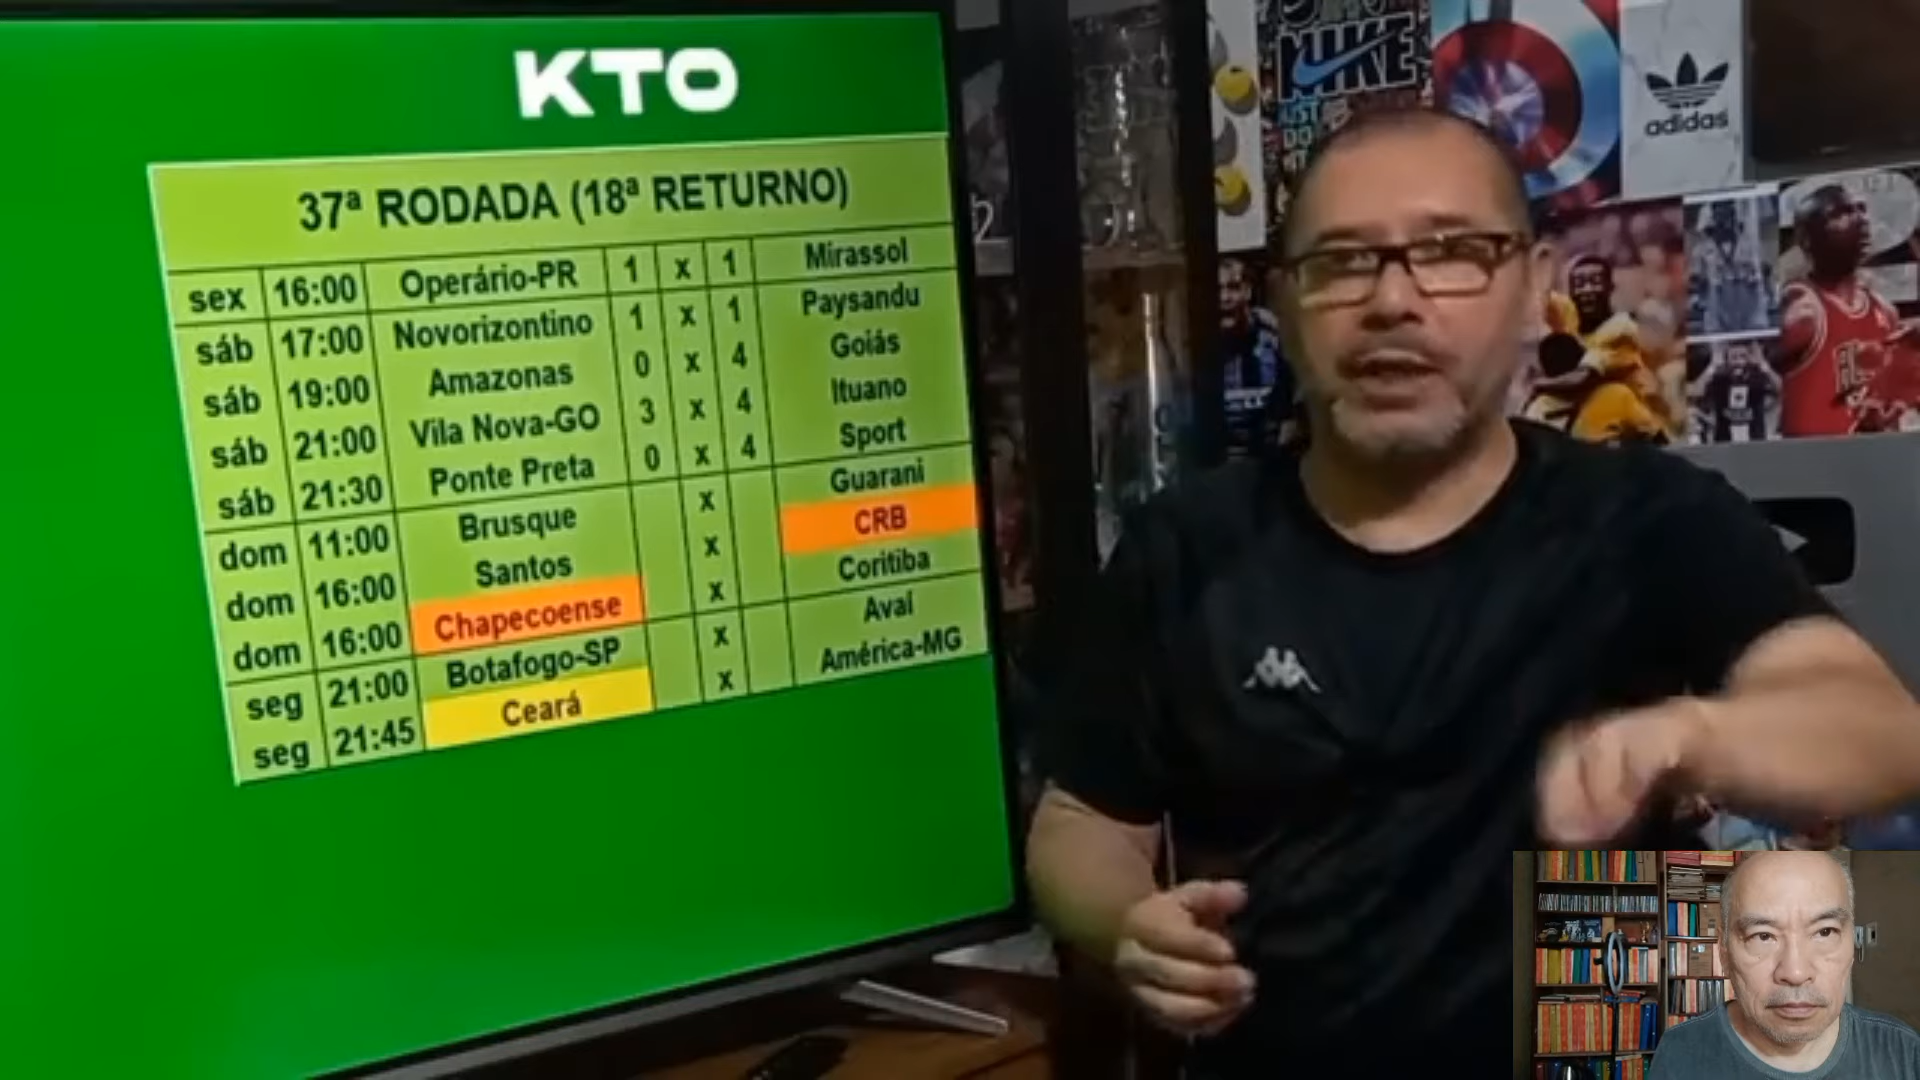 KTO
37ª RODADA (18ª RETURNO)
sex 16:00 Operário-PR 1 x 1 Mirassol
sáb 17:00 Novorizontino 1 x 1 Paysandu
sáb 19:00 Amazonas 0 x 4 Goiás
sáb 21:00 Vila Nova-GO 3 x 4 Ituano
sáb 21:30 Ponte Preta 0 x 4 Sport
dom 11:00 Brusque x Guarani
dom 16:00 Santos x CRB
dom 16:00 Chapecoense x Coritiba
seg 21:00 Botafogo-SP x Avaí
seg 21:45 Ceará x América-MG
NIKE
JUST
DO
adidas